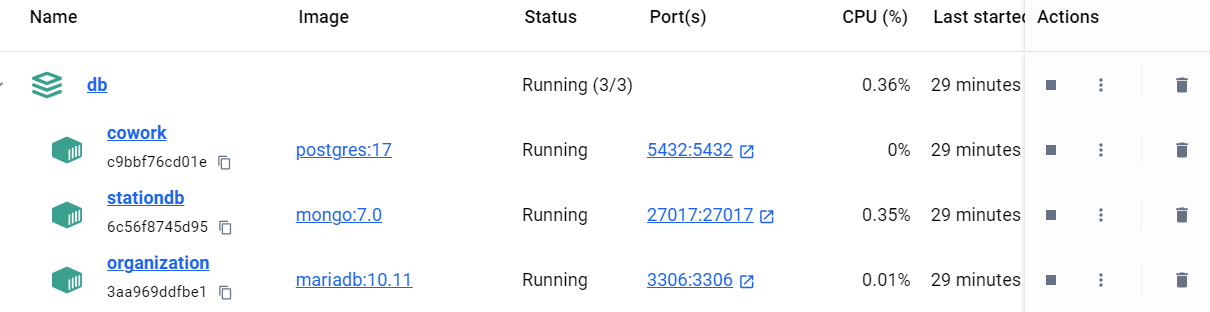 Name Image Status Port(s) CPU (%) Last started Actions
db Running (3/3) 0.36% 29 minutes
cowork
c9bbf76cd01e postgres:17 Running 5432:5432 0% 29 minutes
stationdb
6c56f8745d95 mongo:7.0 Running 27017:27017 0.35% 29 minutes
organization
3aa969ddfbe1 mariadb:10.11 Running 3306:3306 0.01% 29 minutes